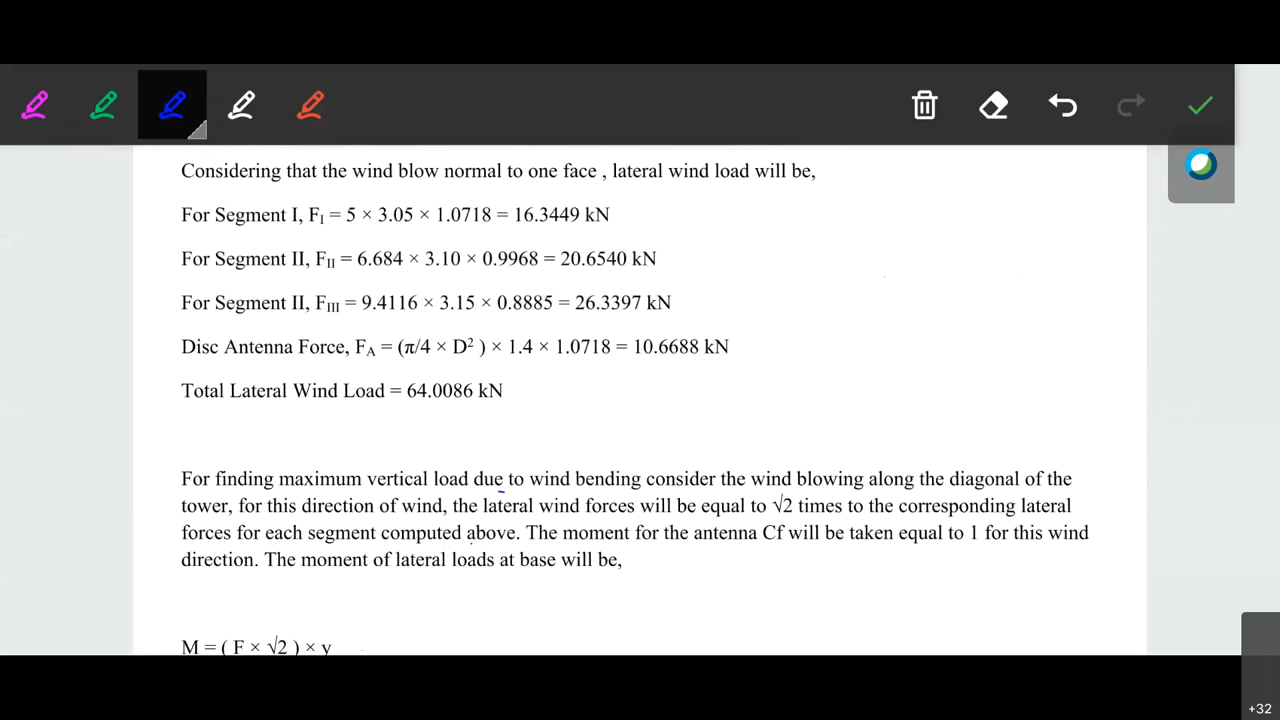 Considering that the wind blow normal to one face , lateral wind load will be,
For Segment I, FI = 5 × 3.05 × 1.0718 = 16.3449 kN
For Segment II, FII = 6.684 × 3.10 × 0.9968 = 20.6540 kN
For Segment II, FIII = 9.4116 × 3.15 × 0.8885 = 26.3397 kN
Disc Antenna Force, FA = (π/4 × D² ) × 1.4 × 1.0718 = 10.6688 kN
Total Lateral Wind Load = 64.0086 kN
For finding maximum vertical load due to wind bending consider the wind blowing along the diagonal of the
tower, for this direction of wind, the lateral wind forces will be equal to √2 times to the corresponding lateral
forces for each segment computed above. The moment for the antenna Cf will be taken equal to 1 for this wind
direction. The moment of lateral loads at base will be,
M = ( F × √2 ) × y
+32